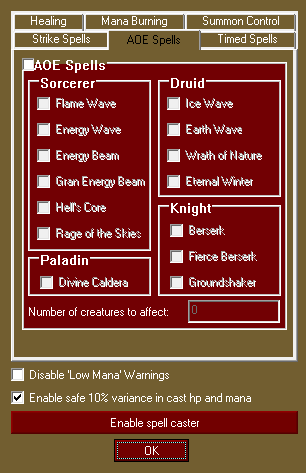 Healing Mana Burning Summon Control
Strike Spells AOE Spells Timed Spells
AOE Spells
Sorcerer
Flame Wave
Energy Wave
Energy Beam
Gran Energy Beam
Hell's Core
Rage of the Skies
Druid
Ice Wave
Earth Wave
Wrath of Nature
Eternal Winter
Paladin
Divine Caldera
Knight
Berserk
Fierce Berserk
Groundshaker
Number of creatures to affect: 0
Disable 'Low Mana' Warnings
Enable safe 10% variance in cast hp and mana
Enable spell caster
OK